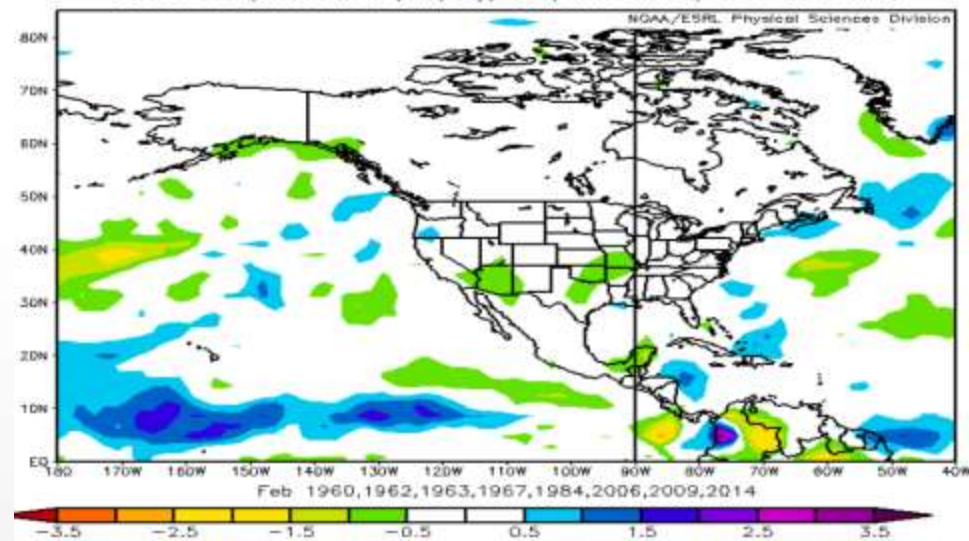 NOAA/ESRL Physical Sciences Division
80N
70N
60N
50N
40N
30N
20N
10N
EQ
180 170W 160W 150W 140W 130W 120W 110W 100W 90W 80W 70W 60W 50W 40W
Feb 1960,1962,1963,1967,1984,2006,2009,2014
-3.5 -2.5 -1.5 -0.5 0.5 1.5 2.5 3.5